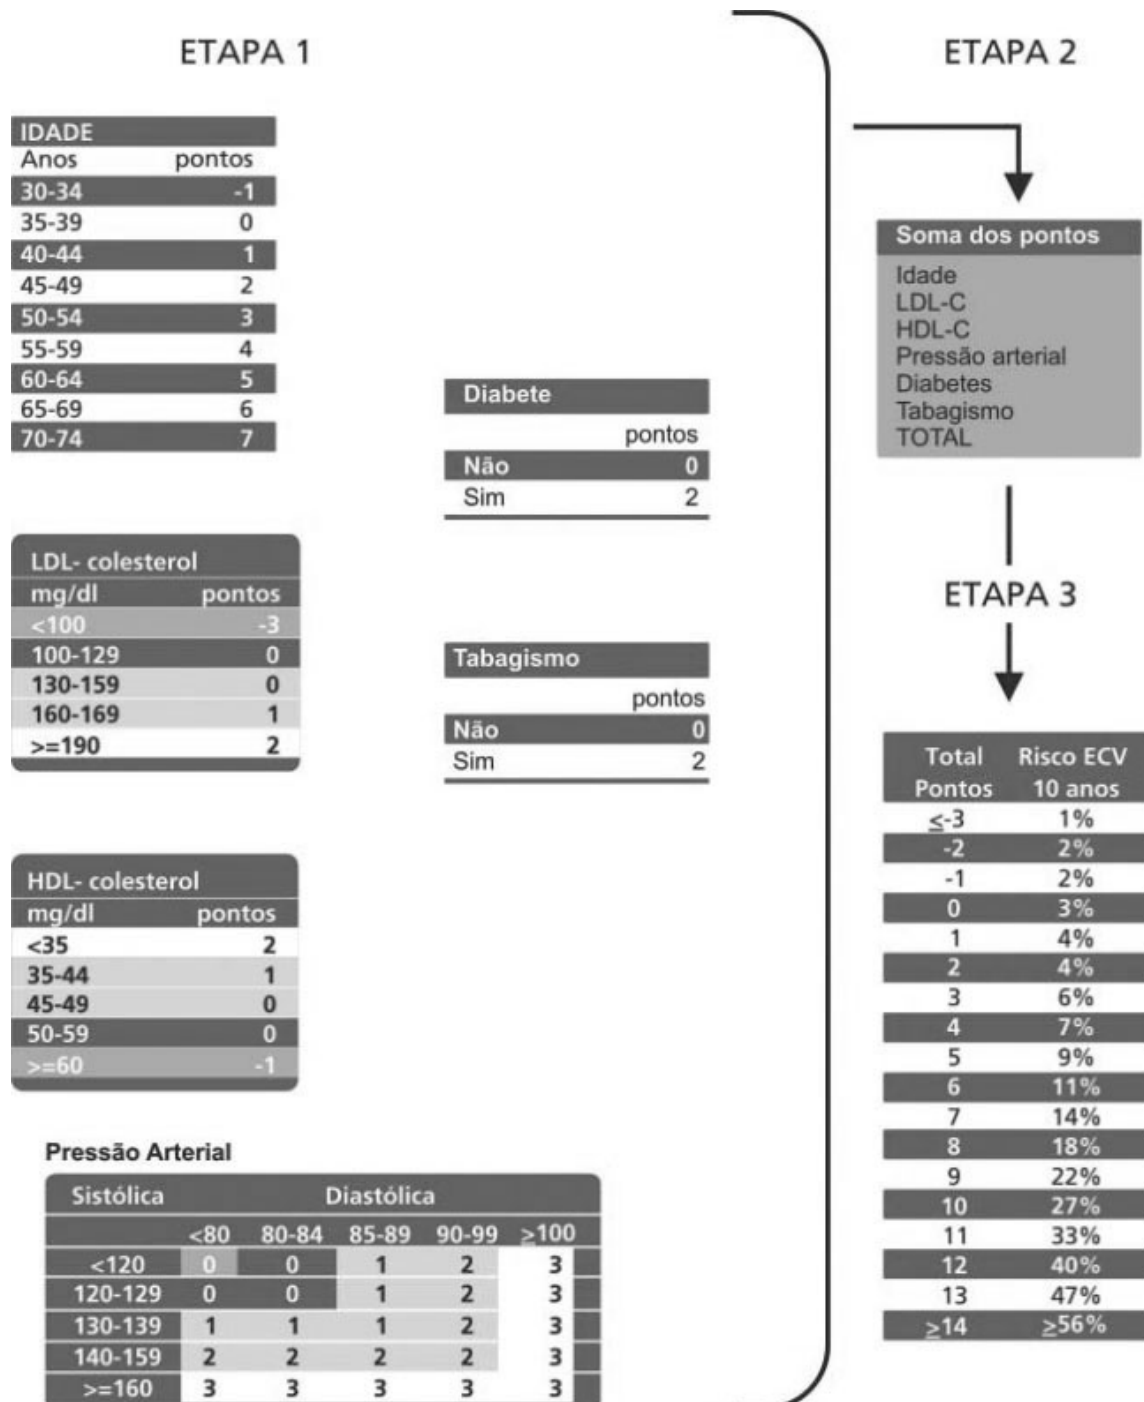 ETAPA 1
IDADE
Anos pontos
30-34 -1
35-39 0
40-44 1
45-49 2
50-54 3
55-59 4
60-64 5
65-69 6
70-74 7
Diabete
pontos
Não 0
Sim 2
LDL- colesterol
mg/dl pontos
<100 -3
100-129 0
130-159 0
160-169 1
>=190 2
Tabagismo
pontos
Não 0
Sim 2
HDL- colesterol
mg/dl pontos
<35 2
35-44 1
45-49 0
50-59 0
>=60 -1
Pressão Arterial
Sistólica Diastólica
<80 80-84 85-89 90-99 ≥100
<120 0 0 1 2 3
120-129 0 0 1 2 3
130-139 1 1 1 2 3
140-159 2 2 2 2 3
>=160 3 3 3 3 3
ETAPA 2
Soma dos pontos
Idade
LDL-C
HDL-C
Pressão arterial
Diabetes
Tabagismo
TOTAL
ETAPA 3
Total Risco ECV
Pontos 10 anos
≤-3 1%
-2 2%
-1 2%
0 3%
1 4%
2 4%
3 6%
4 7%
5 9%
6 11%
7 14%
8 18%
9 22%
10 27%
11 33%
12 40%
13 47%
≥14 ≥56%